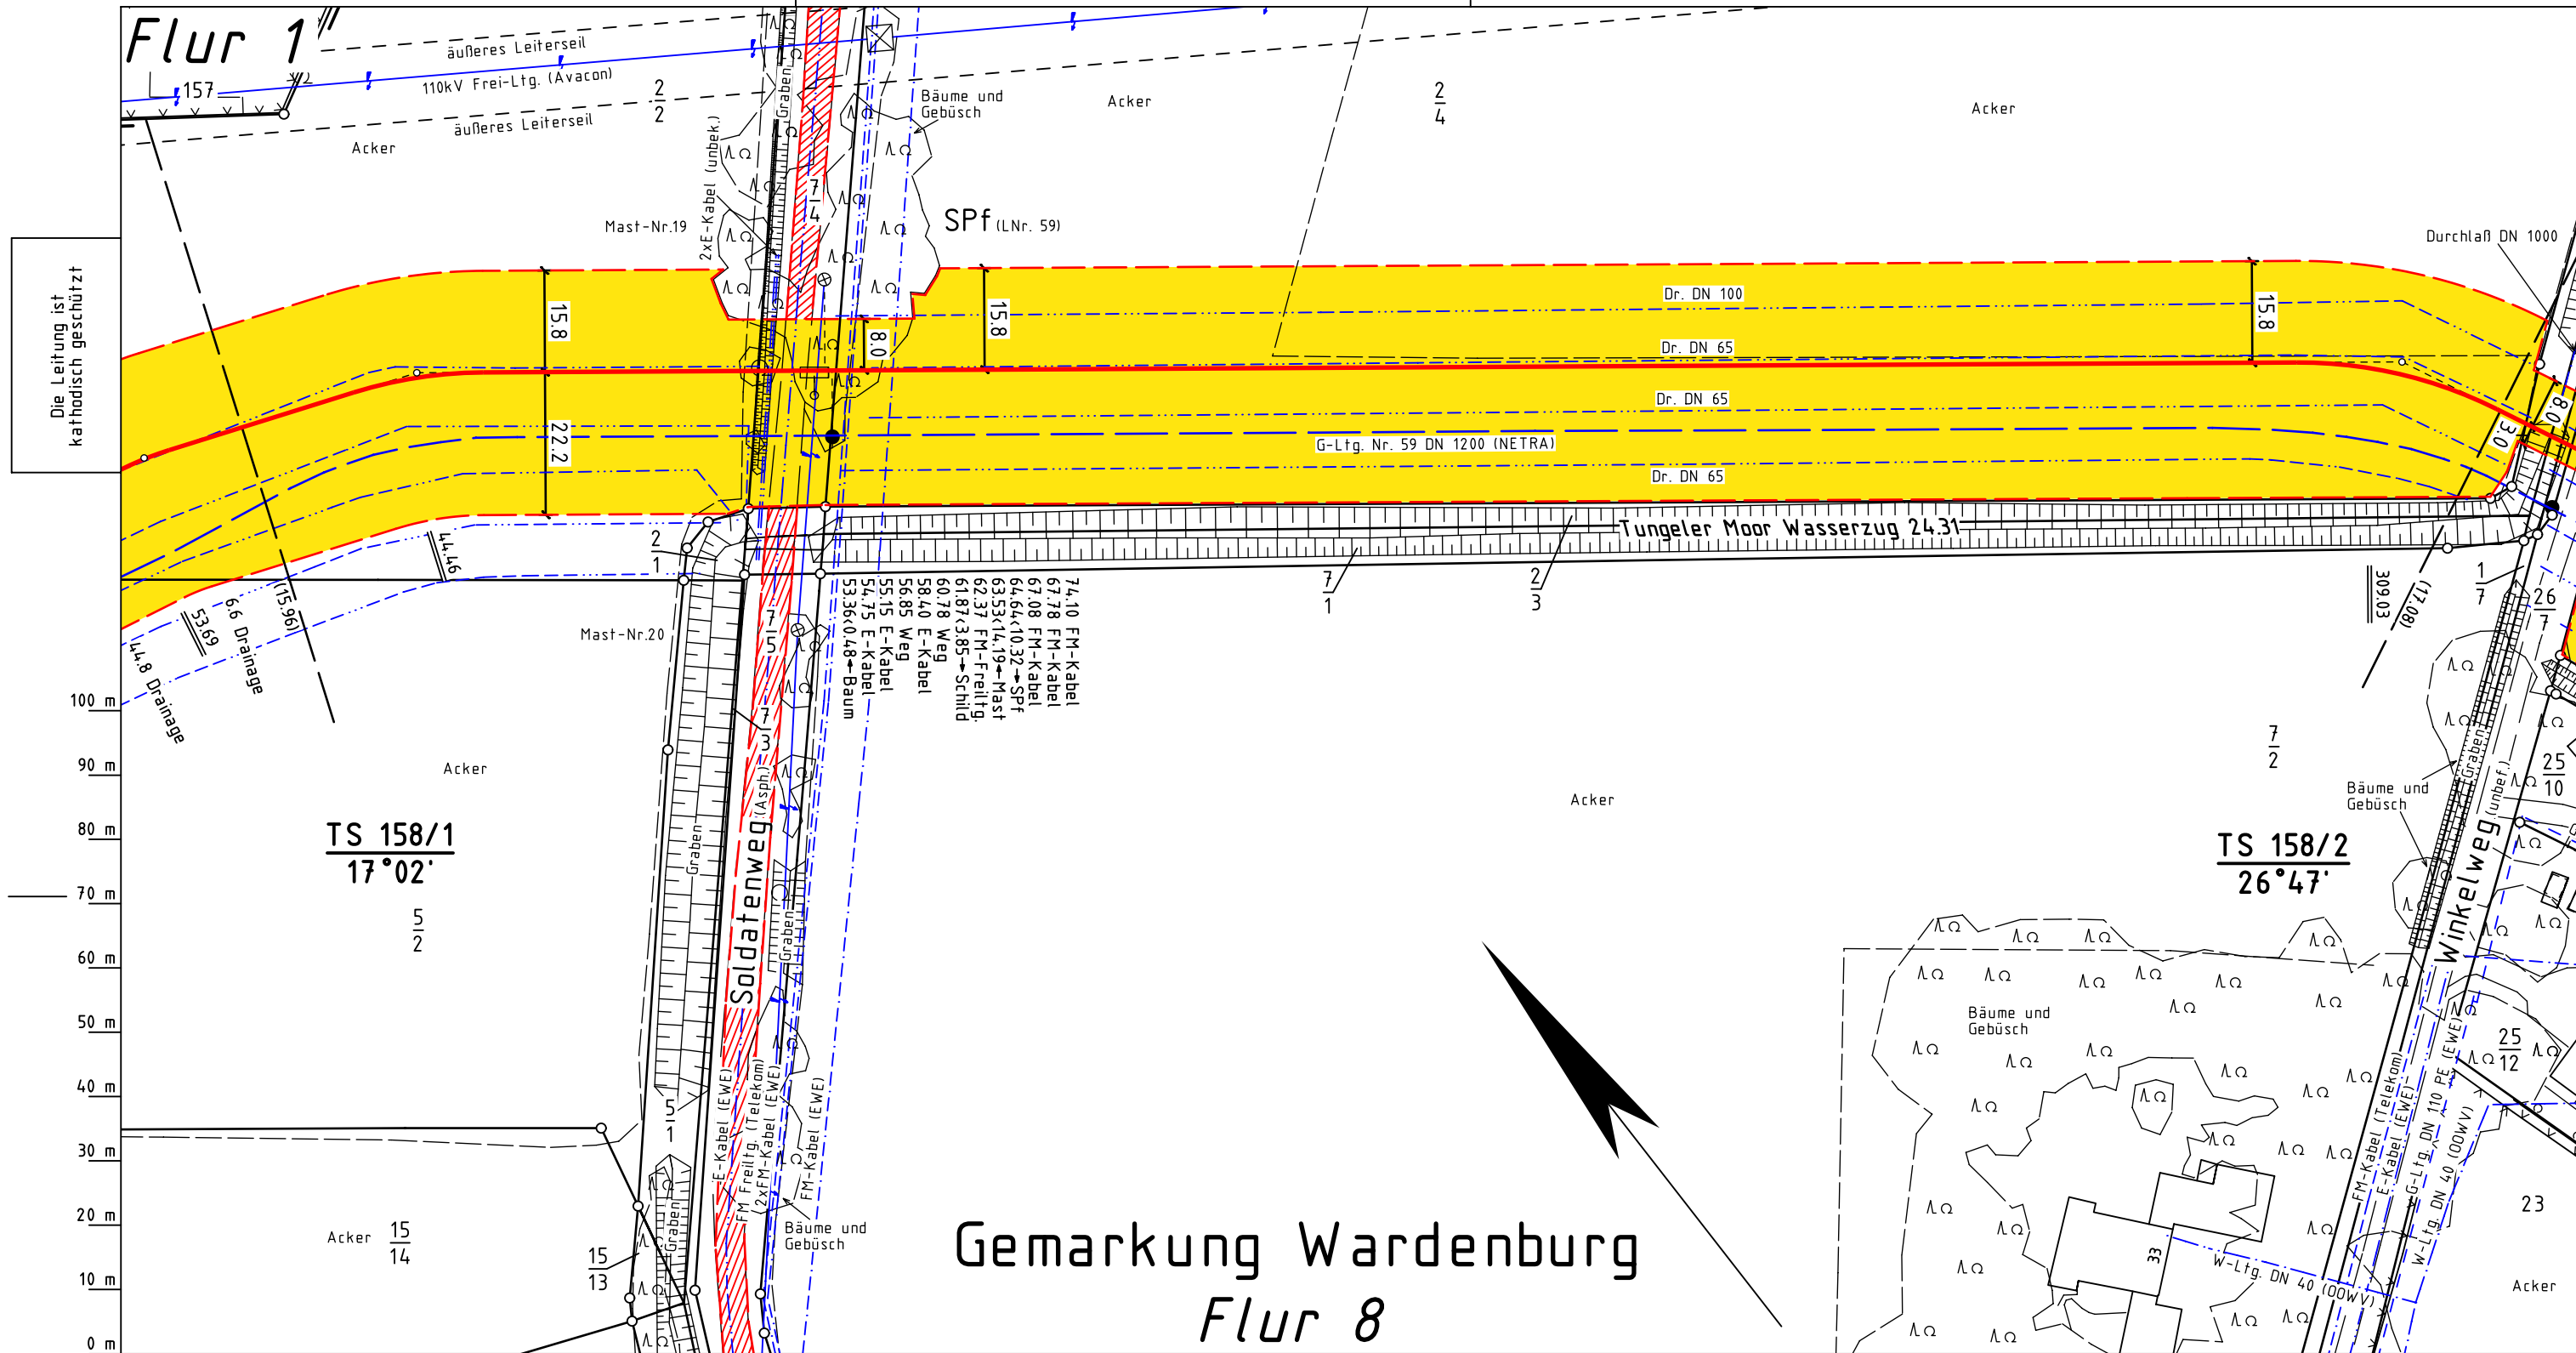 Flur 1
157
äußeres Leiterseil
110kV Frei-Ltg. (Avacon)
äußeres Leiterseil
Acker
2
2
2xE-Kabel (unbek.)
Graben
Bäume und
Gebüsch
Acker
2
4
Acker
7
4
Mast-Nr.19
SPf (LNr. 59)
Durchlaß DN 1000
Die Leitung ist
kathodisch geschützt
15.8
8.0
15.8
15.8
Dr. DN 100
Dr. DN 65
Dr. DN 65
22.2
G-Ltg. Nr. 59 DN 1200 (NETRA)
Dr. DN 65
8.0
3.0
Tungeler Moor Wasserzug 24.31
44.46
2
1
(15.96)
6.6 Drainage
53.69
44.8 Drainage
Mast-Nr.20
7
5
74.10 FM-Kabel
67.78 FM-Kabel
67.08 FM-Kabel
64.64<10.32→SPf
63.53<14.19→Mast
62.37 FM-Freiltg.
61.87<3.85→Schild
60.78 Weg
58.40 E-Kabel
56.85 Weg
55.15 E-Kabel
54.75 E-Kabel
53.36<0.48→Baum
7
1
2
3
309.03
(17.08)
1
7
26
7
100 m
90 m
80 m
70 m
60 m
50 m
40 m
30 m
20 m
10 m
0 m
7
3
Acker
Acker
7
2
Bäume und
Gebüsch
Graben
25
10
TS 158/1
17°02'
5
2
Graben
Soldatenweg (Asph.)
Graben
TS 158/2
26°47'
Winkelweg (unbef.)
Bäume und
Gebüsch
25
12
5
1
E-Kabel (EWE)
FM Freiltg. (Telekom)
2xFM-Kabel (EWE)
FM-Kabel (EWE)
FM-Kabel (Telekom)
E-Kabel (EWE)
G-Ltg. DN 110 PE (EWE)
W-Ltg. DN 40 (OOWV)
23
Acker
Acker
15
14
15
13
Graben
Bäume und
Gebüsch
33
W-Ltg. DN 40 (OOWV)
Gemarkung Wardenburg
Flur 8